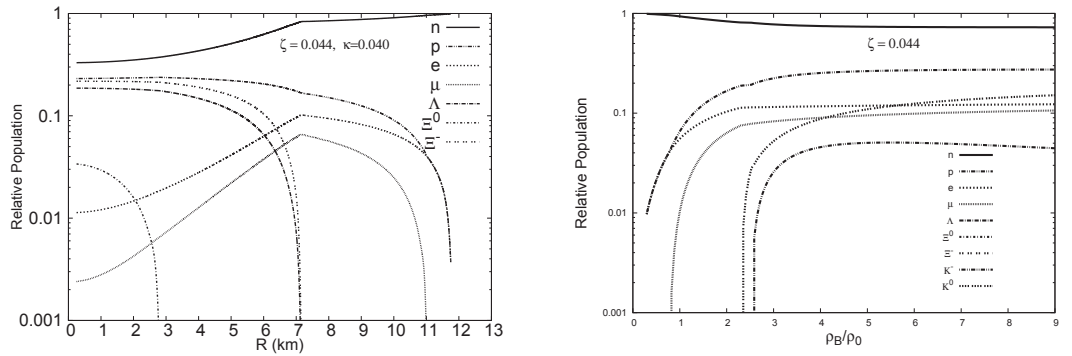 1
0.1
0.01
0.001
Relative Population
0 1 2 3 4 5 6 7 8 9 10 11 12 13
R (km)
ζ = 0.044, κ=0.040
n
p
e
μ
Λ
Ξ0
Ξ-
1
0.1
0.01
0.001
Relative Population
0 1 2 3 4 5 6 7 8 9
ρB/ρ0
ζ = 0.044
n
p
e
μ
Λ
Ξ0
Ξ-
K-
K0